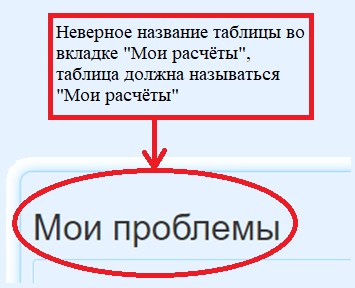 Неверное название таблицы во
вкладке "Мои расчёты",
таблица должна называться
"Мои расчёты"
Мои проблемы